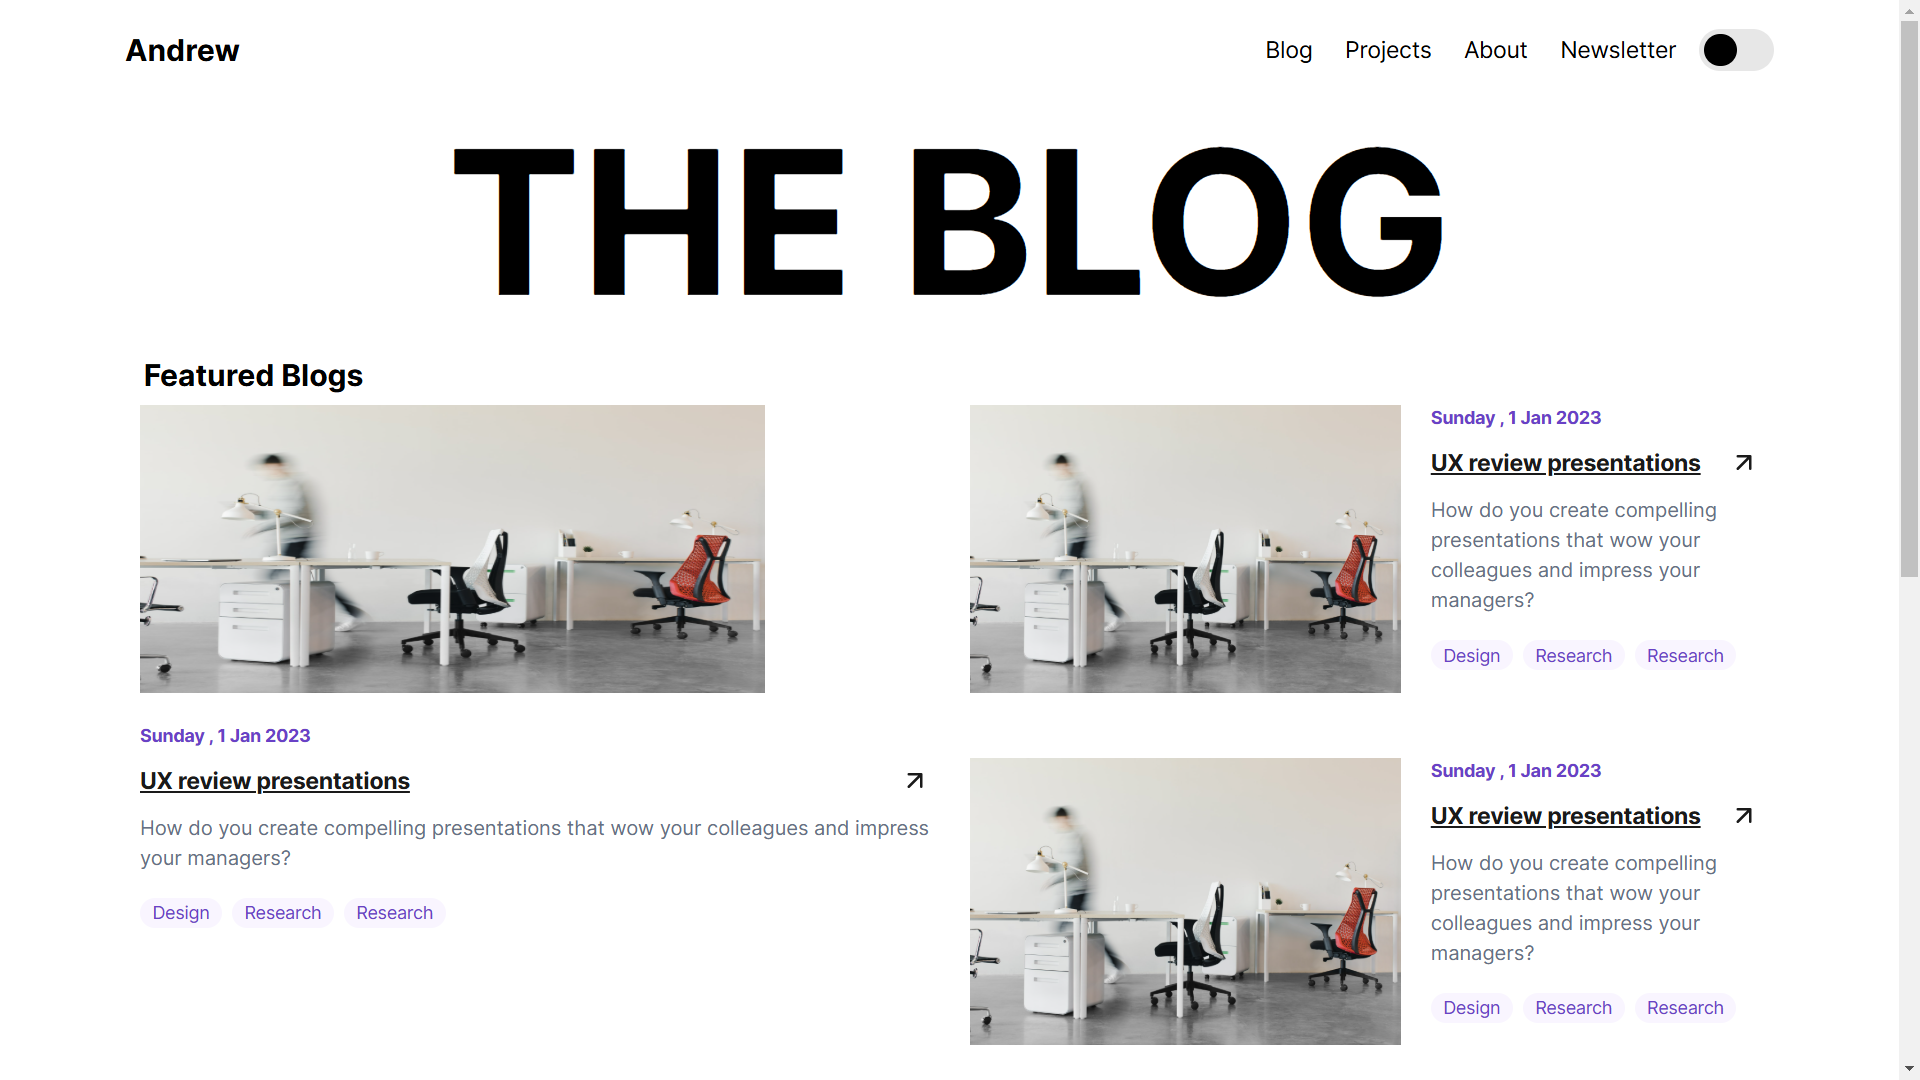 Andrew
Blog Projects About Newsletter
THE BLOG
Featured Blogs
Sunday , 1 Jan 2023
UX review presentations
How do you create compelling presentations that wow your colleagues and impress
your managers?
Design Research Research
Sunday , 1 Jan 2023
UX review presentations
How do you create compelling
presentations that wow your
colleagues and impress your
managers?
Design Research Research
Sunday , 1 Jan 2023
UX review presentations
How do you create compelling
presentations that wow your
colleagues and impress your
managers?
Design Research Research